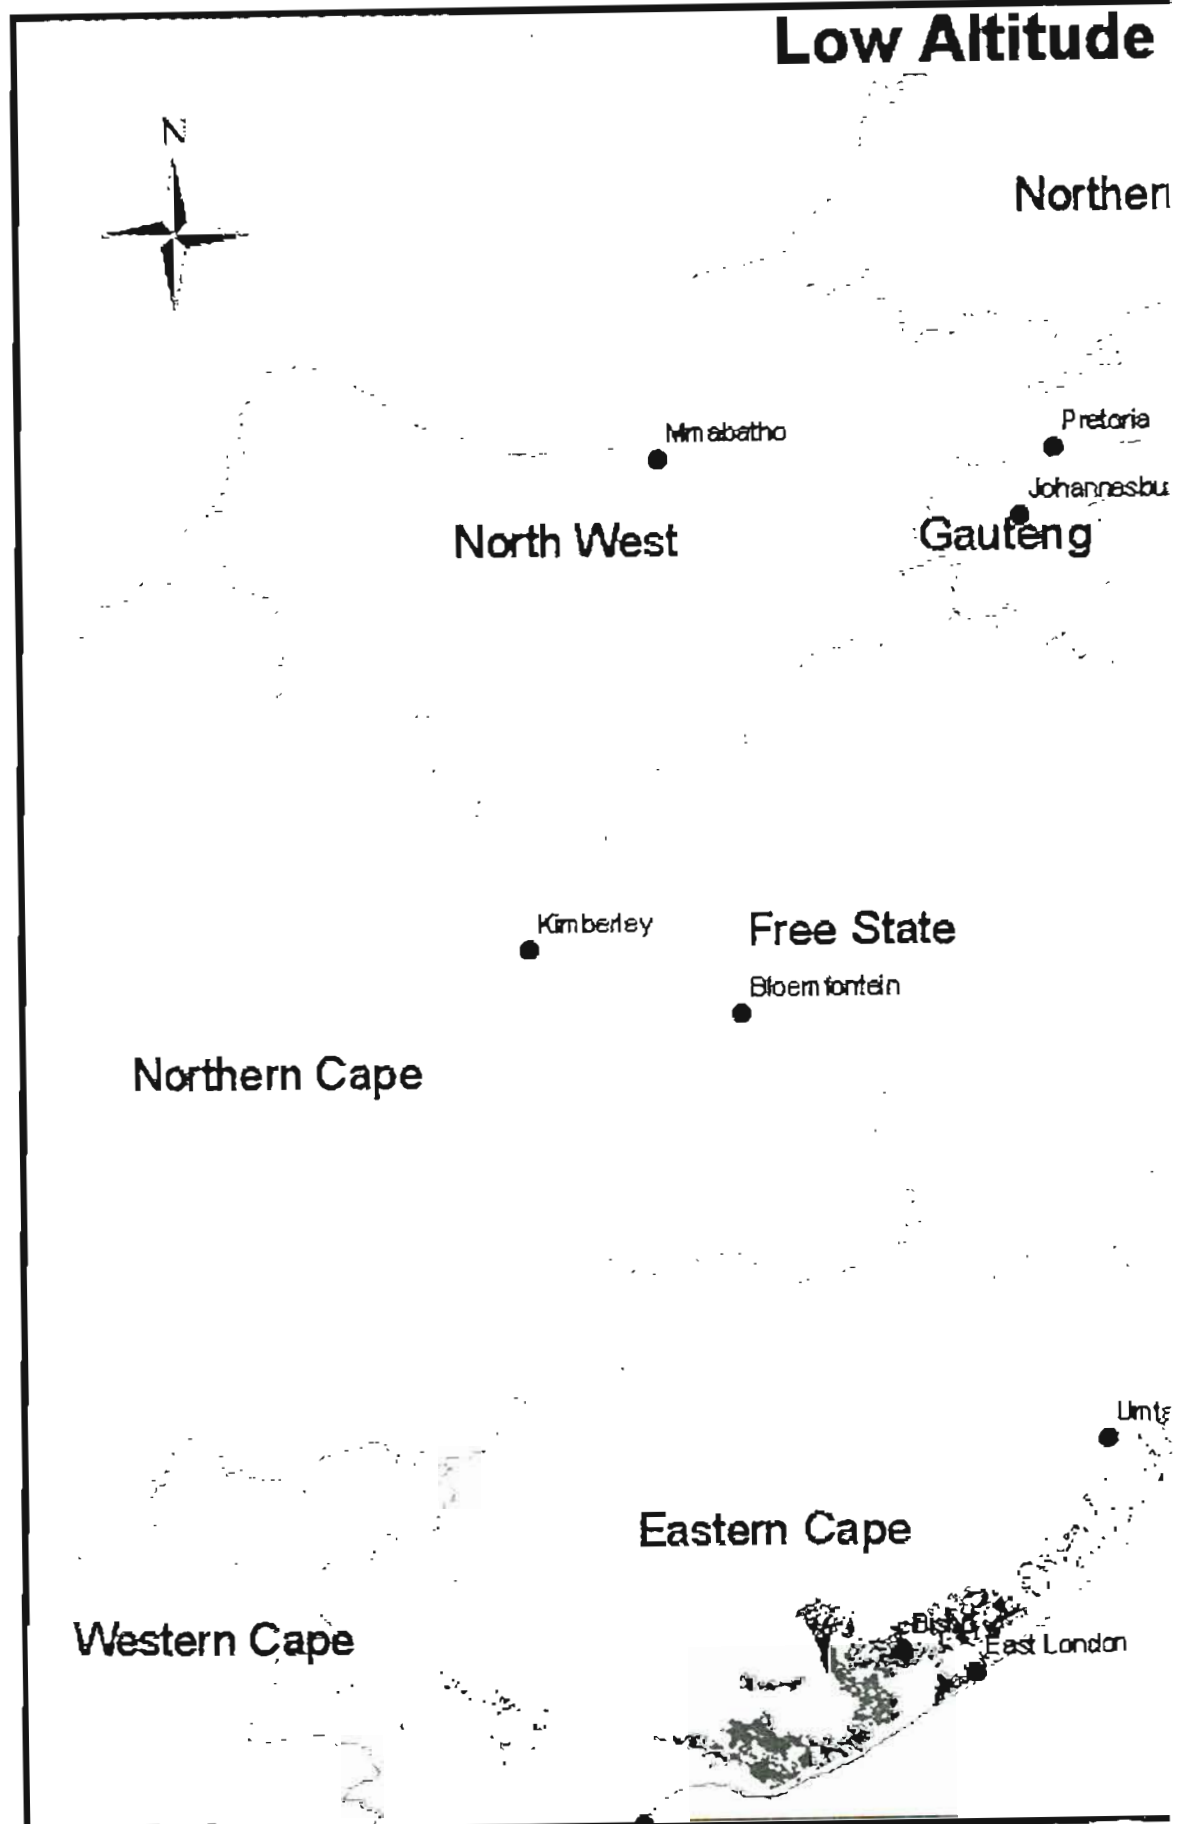 Low Altitude
N
Northern
Pretoria
Mmabatho
Johannesbu
North West
Gauteng
Kimberley
Free State
Bloemfontein
Northern Cape
Umta
Eastern Cape
Bisho
Western Cape
East London